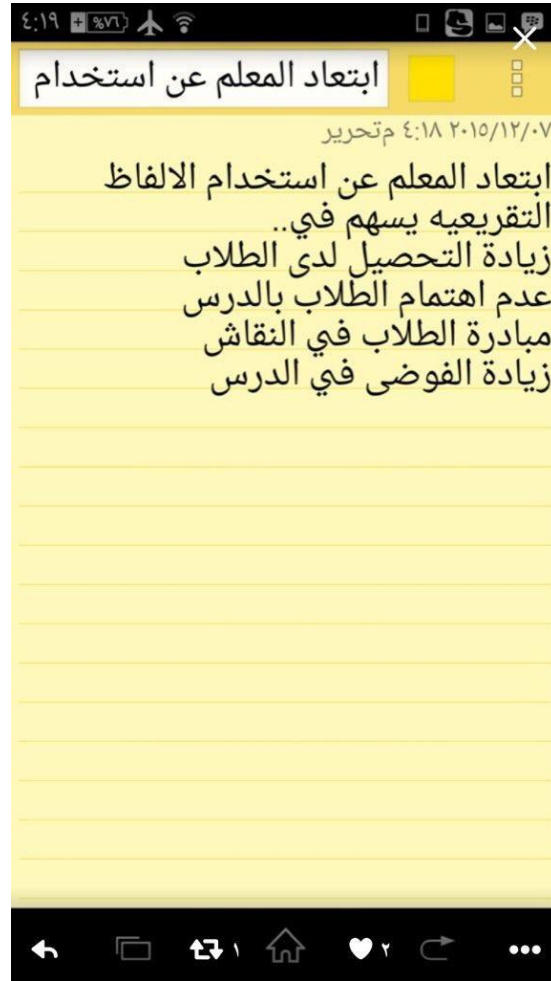 ٤:١٩ %٧٦
ابتعاد المعلم عن استخدام
٢٠١٥/١٢/٠٧ ٤:١٨ متحرير
ابتعاد المعلم عن استخدام الالفاظ
التقريعيه يسهم في..
زيادة التحصيل لدى الطلاب
عدم اهتمام الطلاب بالدرس
مبادرة الطلاب في النقاش
زيادة الفوضى في الدرس
١ ٢